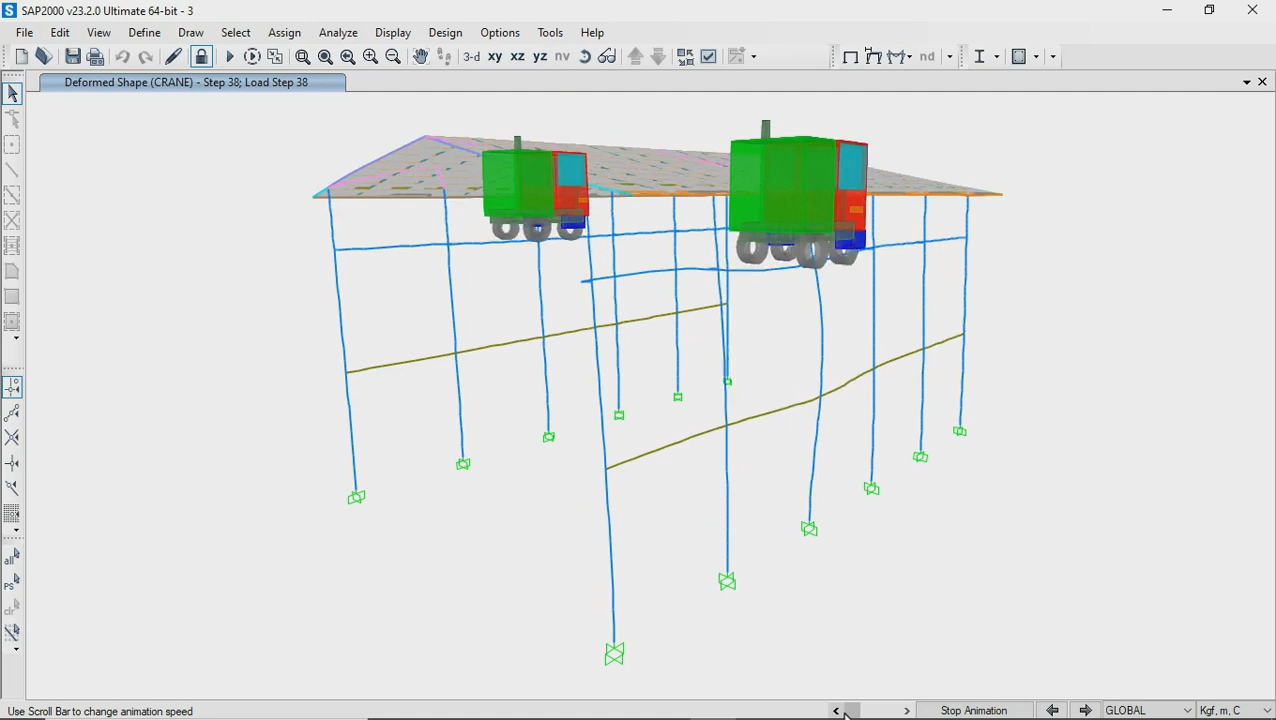 SAP2000 v23.2.0 Ultimate 64-bit - 3
File Edit View Define Draw Select Assign Analyze Display Design Options Tools Help
3-d xy xz yz nv nd
Deformed Shape (CRANE) - Step 38; Load Step 38
all
PS
clr
Use Scroll Bar to change animation speed Stop Animation GLOBAL Kgf, m, C